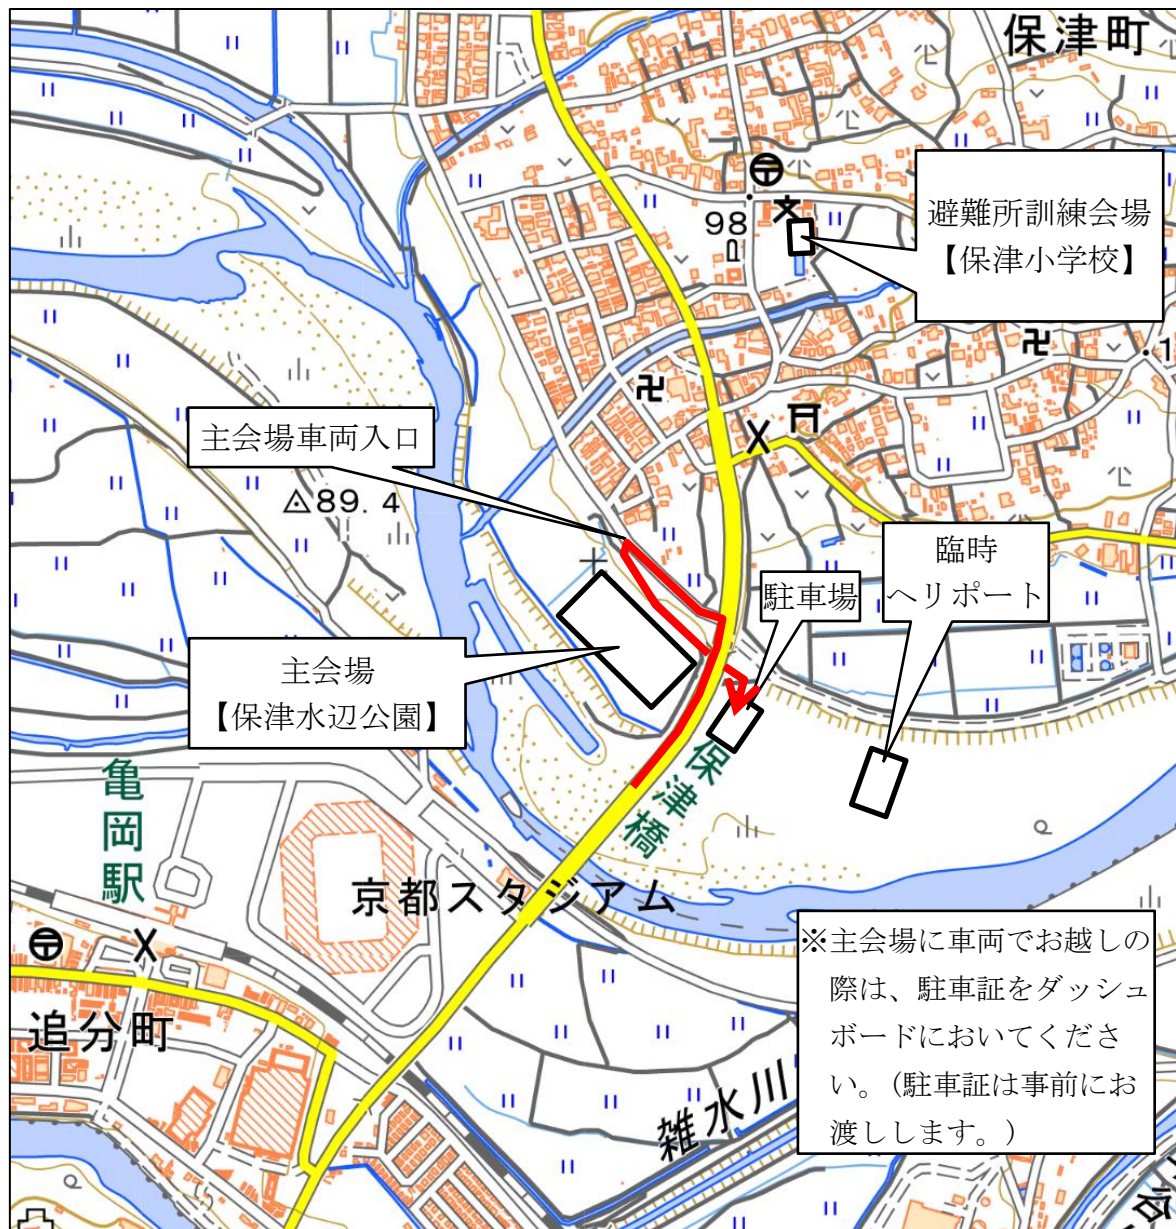 保津町
避難所訓練会場
【保津小学校】
98
主会場車両入口
89.4
臨時
ヘリポート
駐車場
主会場
【保津水辺公園】
保津橋
亀岡駅
京都スタジアム
追分町
雑水川
※主会場に車両でお越しの
際は、駐車証をダッシュ
ボードにおいてくださ
い。（駐車証は事前にお
渡しします。）